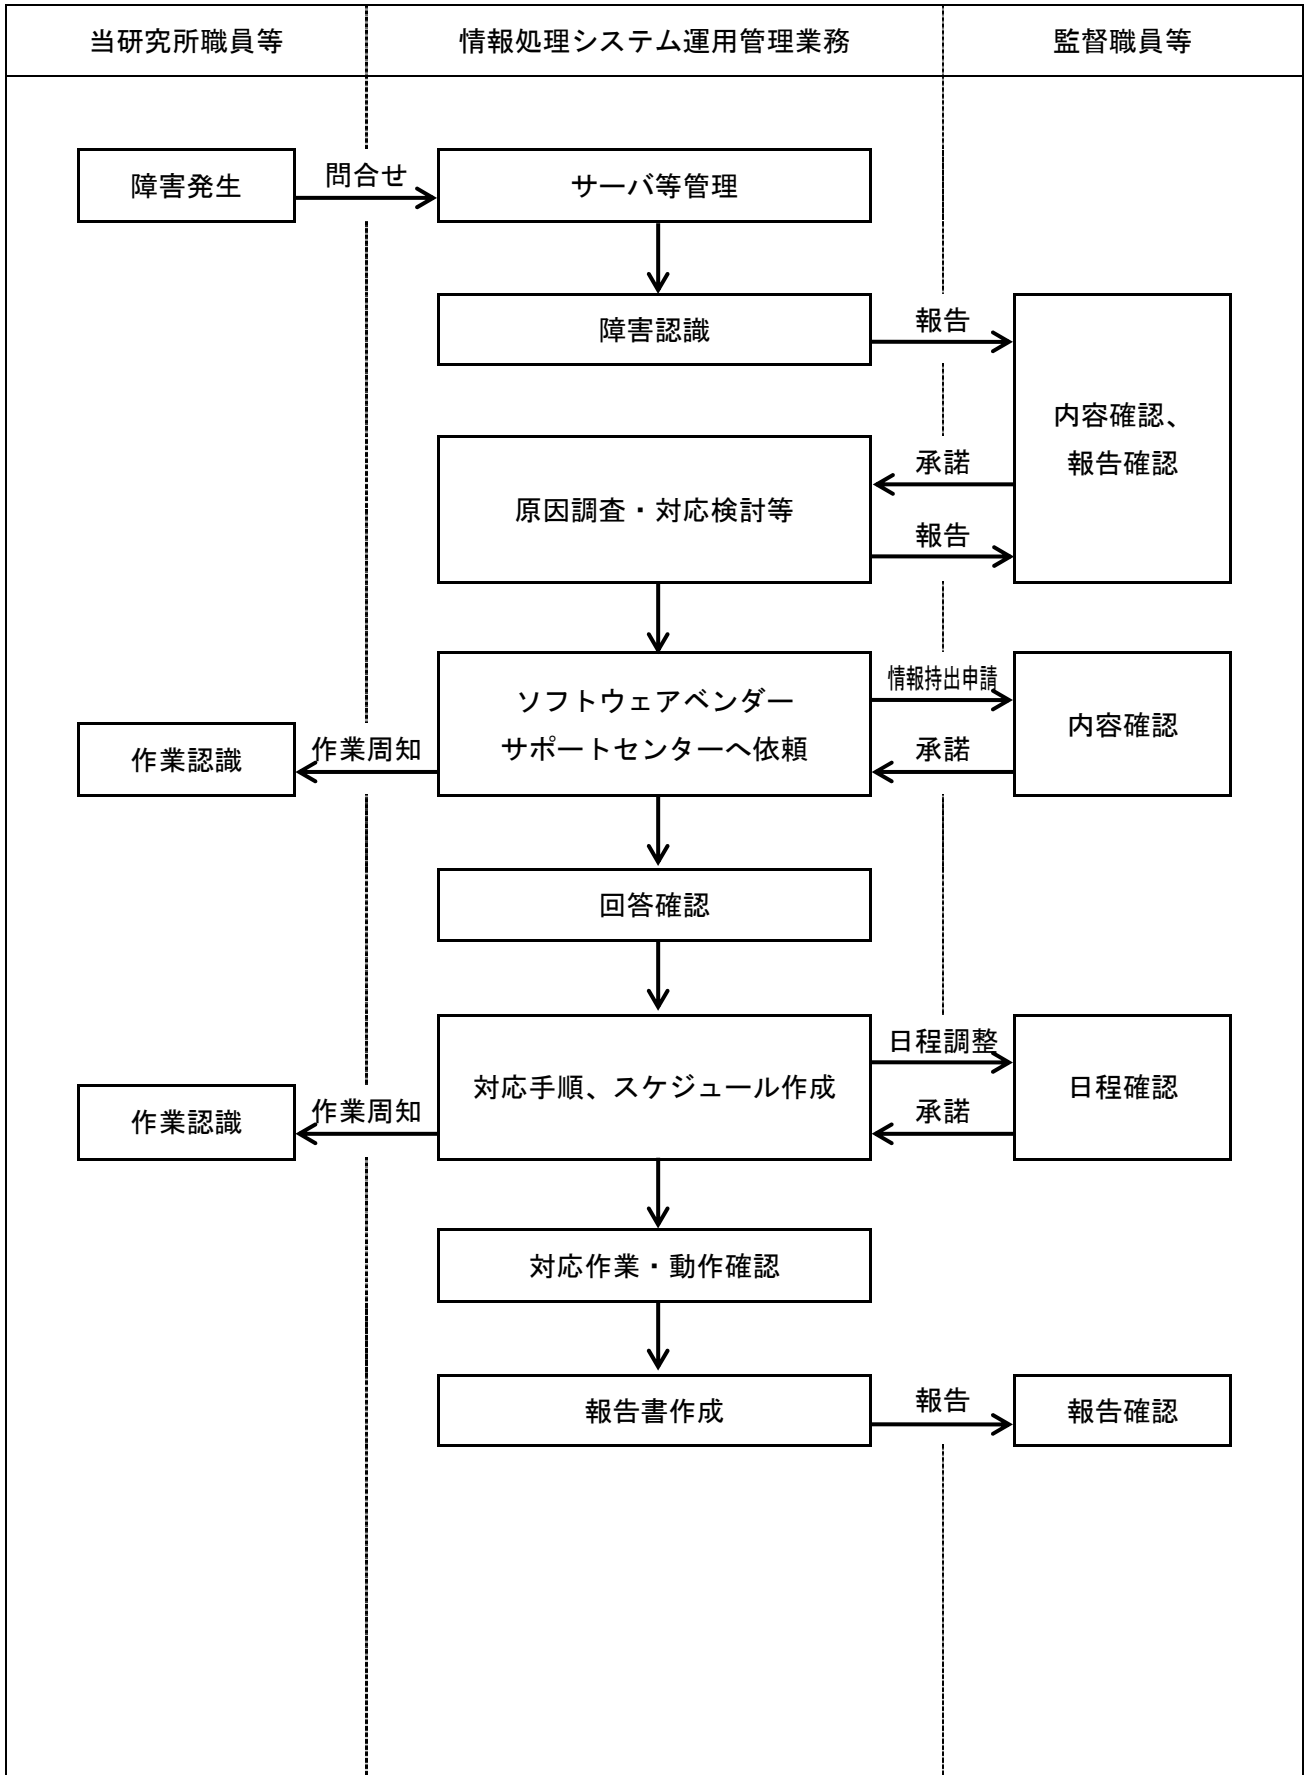 当研究所職員等
情報処理システム運用管理業務
監督職員等
障害発生
問合せ
サーバ等管理
障害認識
報告
内容確認、
報告確認
承諾
原因調査・対応検討等
報告
ソフトウェアベンダー
サポートセンターへ依頼
情報持出申請
内容確認
承諾
作業周知
作業認識
回答確認
対応手順、スケジュール作成
日程調整
日程確認
承諾
作業周知
作業認識
対応作業・動作確認
報告書作成
報告
報告確認